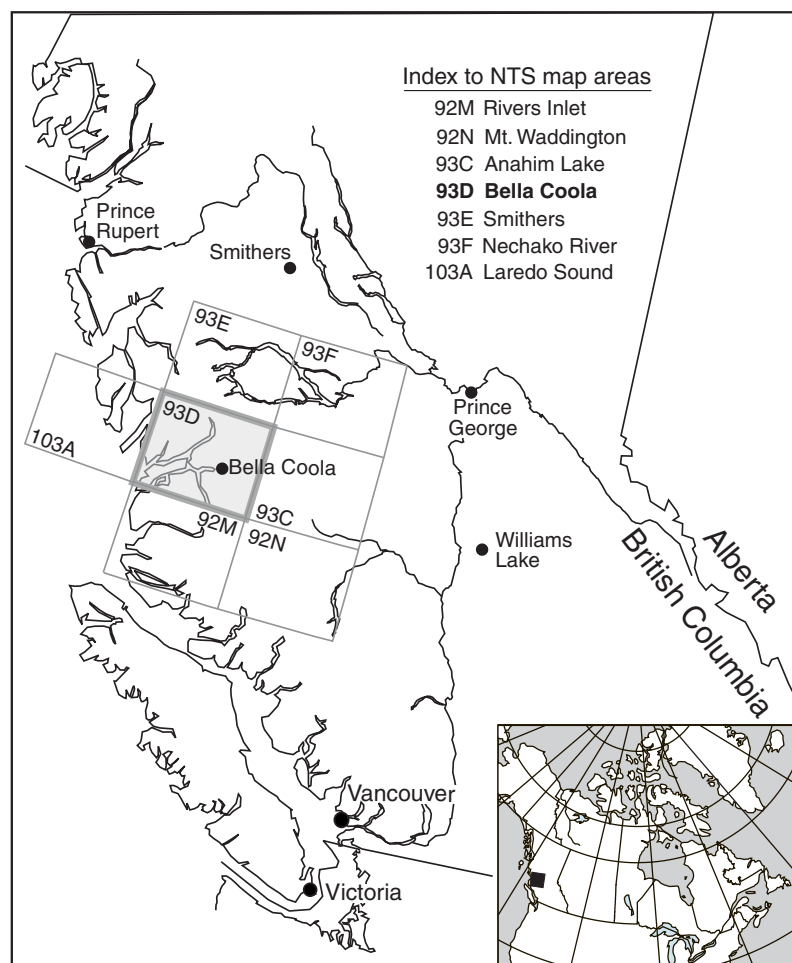 Index to NTS map areas
92M Rivers Inlet
92N Mt. Waddington
93C Anahim Lake
93D Bella Coola
93E Smithers
93F Nechako River
103A Laredo Sound
Prince
Rupert
Smithers
93E
93F
93D
Prince
George
103A
Bella Coola
92M
93C
92N
Williams
Lake
Alberta
British Columbia
Vancouver
Victoria